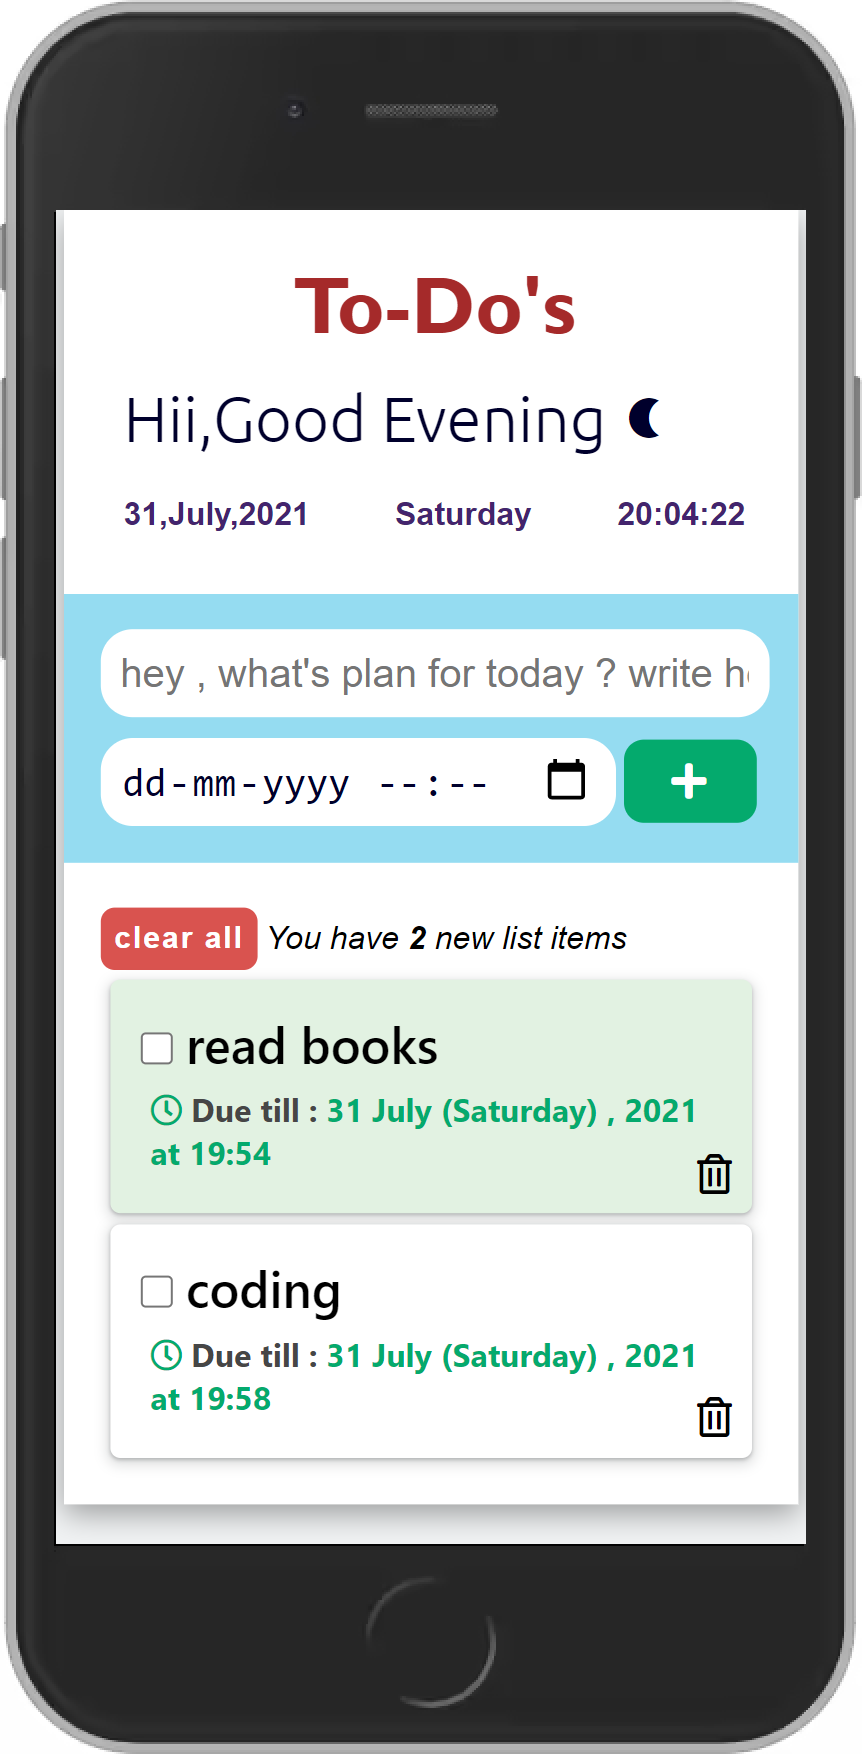 To-Do's
Hii,Good Evening
31,July,2021 Saturday 20:04:22
hey , what's plan for today ? write
dd-mm-yyyy --:--
clear all You have 2 new list items
read books
Due till : 31 July (Saturday) , 2021
at 19:54
coding
Due till : 31 July (Saturday) , 2021
at 19:58